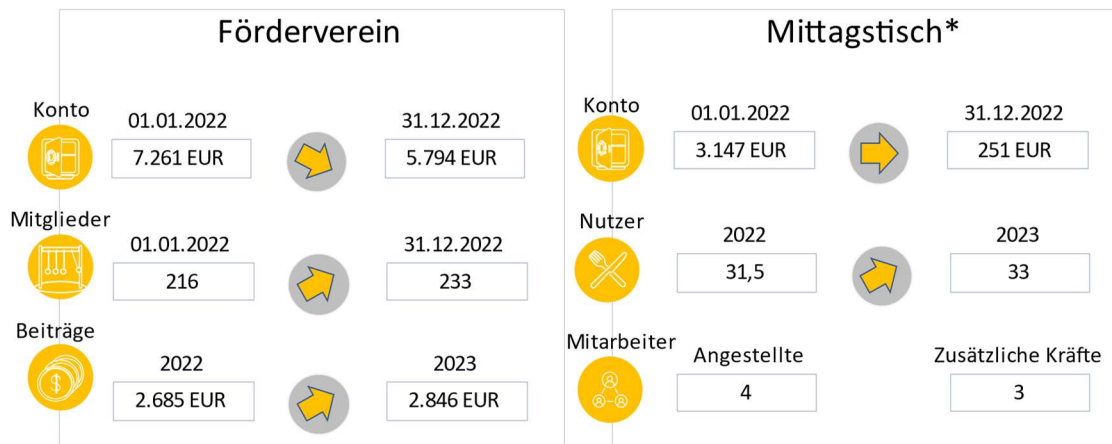 Förderverein
Konto
01.01.2022
31.12.2022
7.261 EUR
5.794 EUR
Mitglieder
01.01.2022
31.12.2022
216
233
Beiträge
2022
2023
2.685 EUR
2.846 EUR
Mittagstisch*
Konto
01.01.2022
31.12.2022
3.147 EUR
251 EUR
Nutzer
2022
2023
31,5
33
Mitarbeiter
Angestellte
Zusätzliche Kräfte
4
3